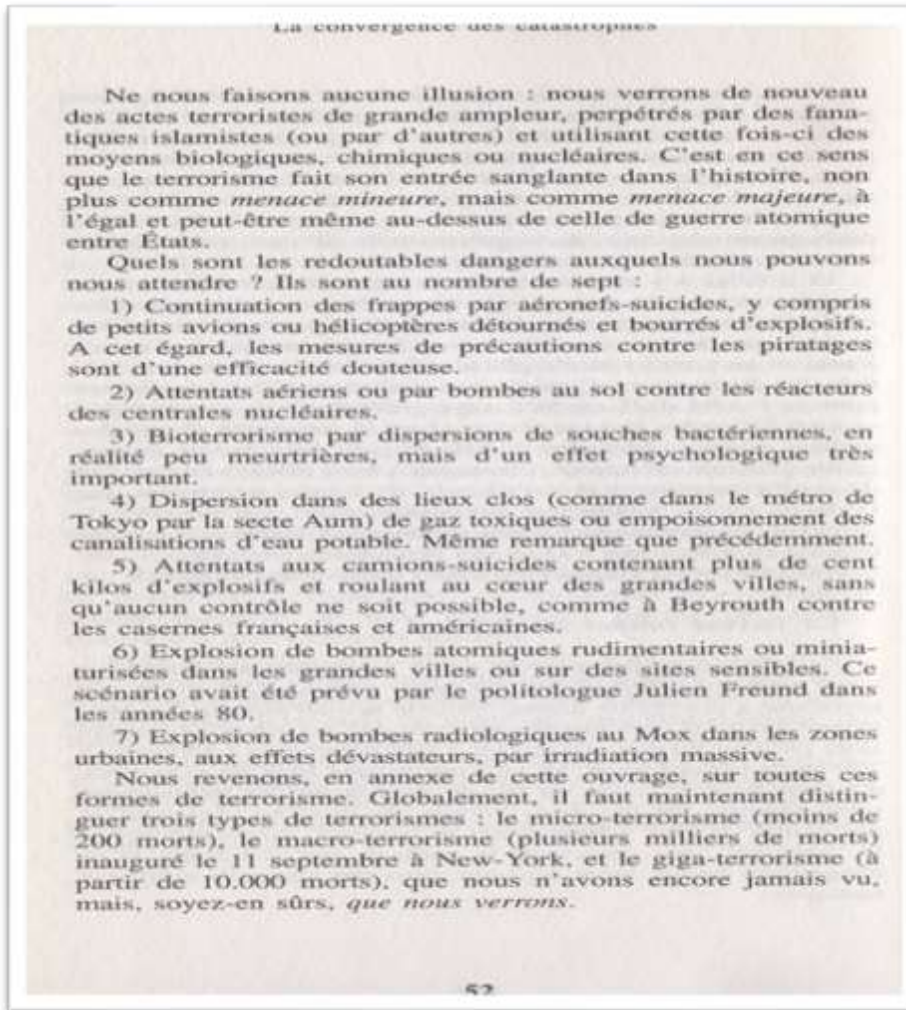 La convergence des catastrophes
Ne nous faisons aucune illusion : nous verrons de nouveau
des actes terroristes de grande ampleur, perpétrés par des fana-
tiques islamistes (ou par d'autres) et utilisant cette fois-ci des
moyens biologiques, chimiques ou nucléaires. C'est en ce sens
que le terrorisme fait son entrée sanglante dans l'histoire, non
plus comme menace mineure, mais comme menace majeure, à
l'égal et peut-être même au-dessus de celle de guerre atomique
entre États.
Quels sont les redoutables dangers auxquels nous pouvons
nous attendre ? Ils sont au nombre de sept :
1) Continuation des frappes par aéronefs-suicides, y compris
de petits avions ou hélicoptères détournés et bourrés d'explosifs.
A cet égard, les mesures de précautions contre les piratages
sont d'une efficacité douteuse.
2) Attentats aériens ou par bombes au sol contre les réacteurs
des centrales nucléaires.
3) Bioterrorisme par dispersions de souches bactériennes, en
réalité peu meurtrières, mais d'un effet psychologique très
important.
4) Dispersion dans des lieux clos (comme dans le métro de
Tokyo par la secte Aum) de gaz toxiques ou empoisonnement des
canalisations d'eau potable. Même remarque que précédemment.
5) Attentats aux camions-suicides contenant plus de cent
kilos d'explosifs et roulant au cœur des grandes villes, sans
qu'aucun contrôle ne soit possible, comme à Beyrouth contre
les casernes françaises et américaines.
6) Explosion de bombes atomiques rudimentaires ou minia-
turisées dans les grandes villes ou sur des sites sensibles. Ce
scénario avait été prévu par le politologue Julien Freund dans
les années 80.
7) Explosion de bombes radiologiques au Mox dans les zones
urbaines, aux effets dévastateurs, par irradiation massive.
Nous revenons, en annexe de cette ouvrage, sur toutes ces
formes de terrorisme. Globalement, il faut maintenant distin-
guer trois types de terrorismes : le micro-terrorisme (moins de
200 morts), le macro-terrorisme (plusieurs milliers de morts)
inauguré le 11 septembre à New-York, et le giga-terrorisme (à
partir de 10.000 morts), que nous n'avons encore jamais vu,
mais, soyez-en sûrs, que nous verrons.
52